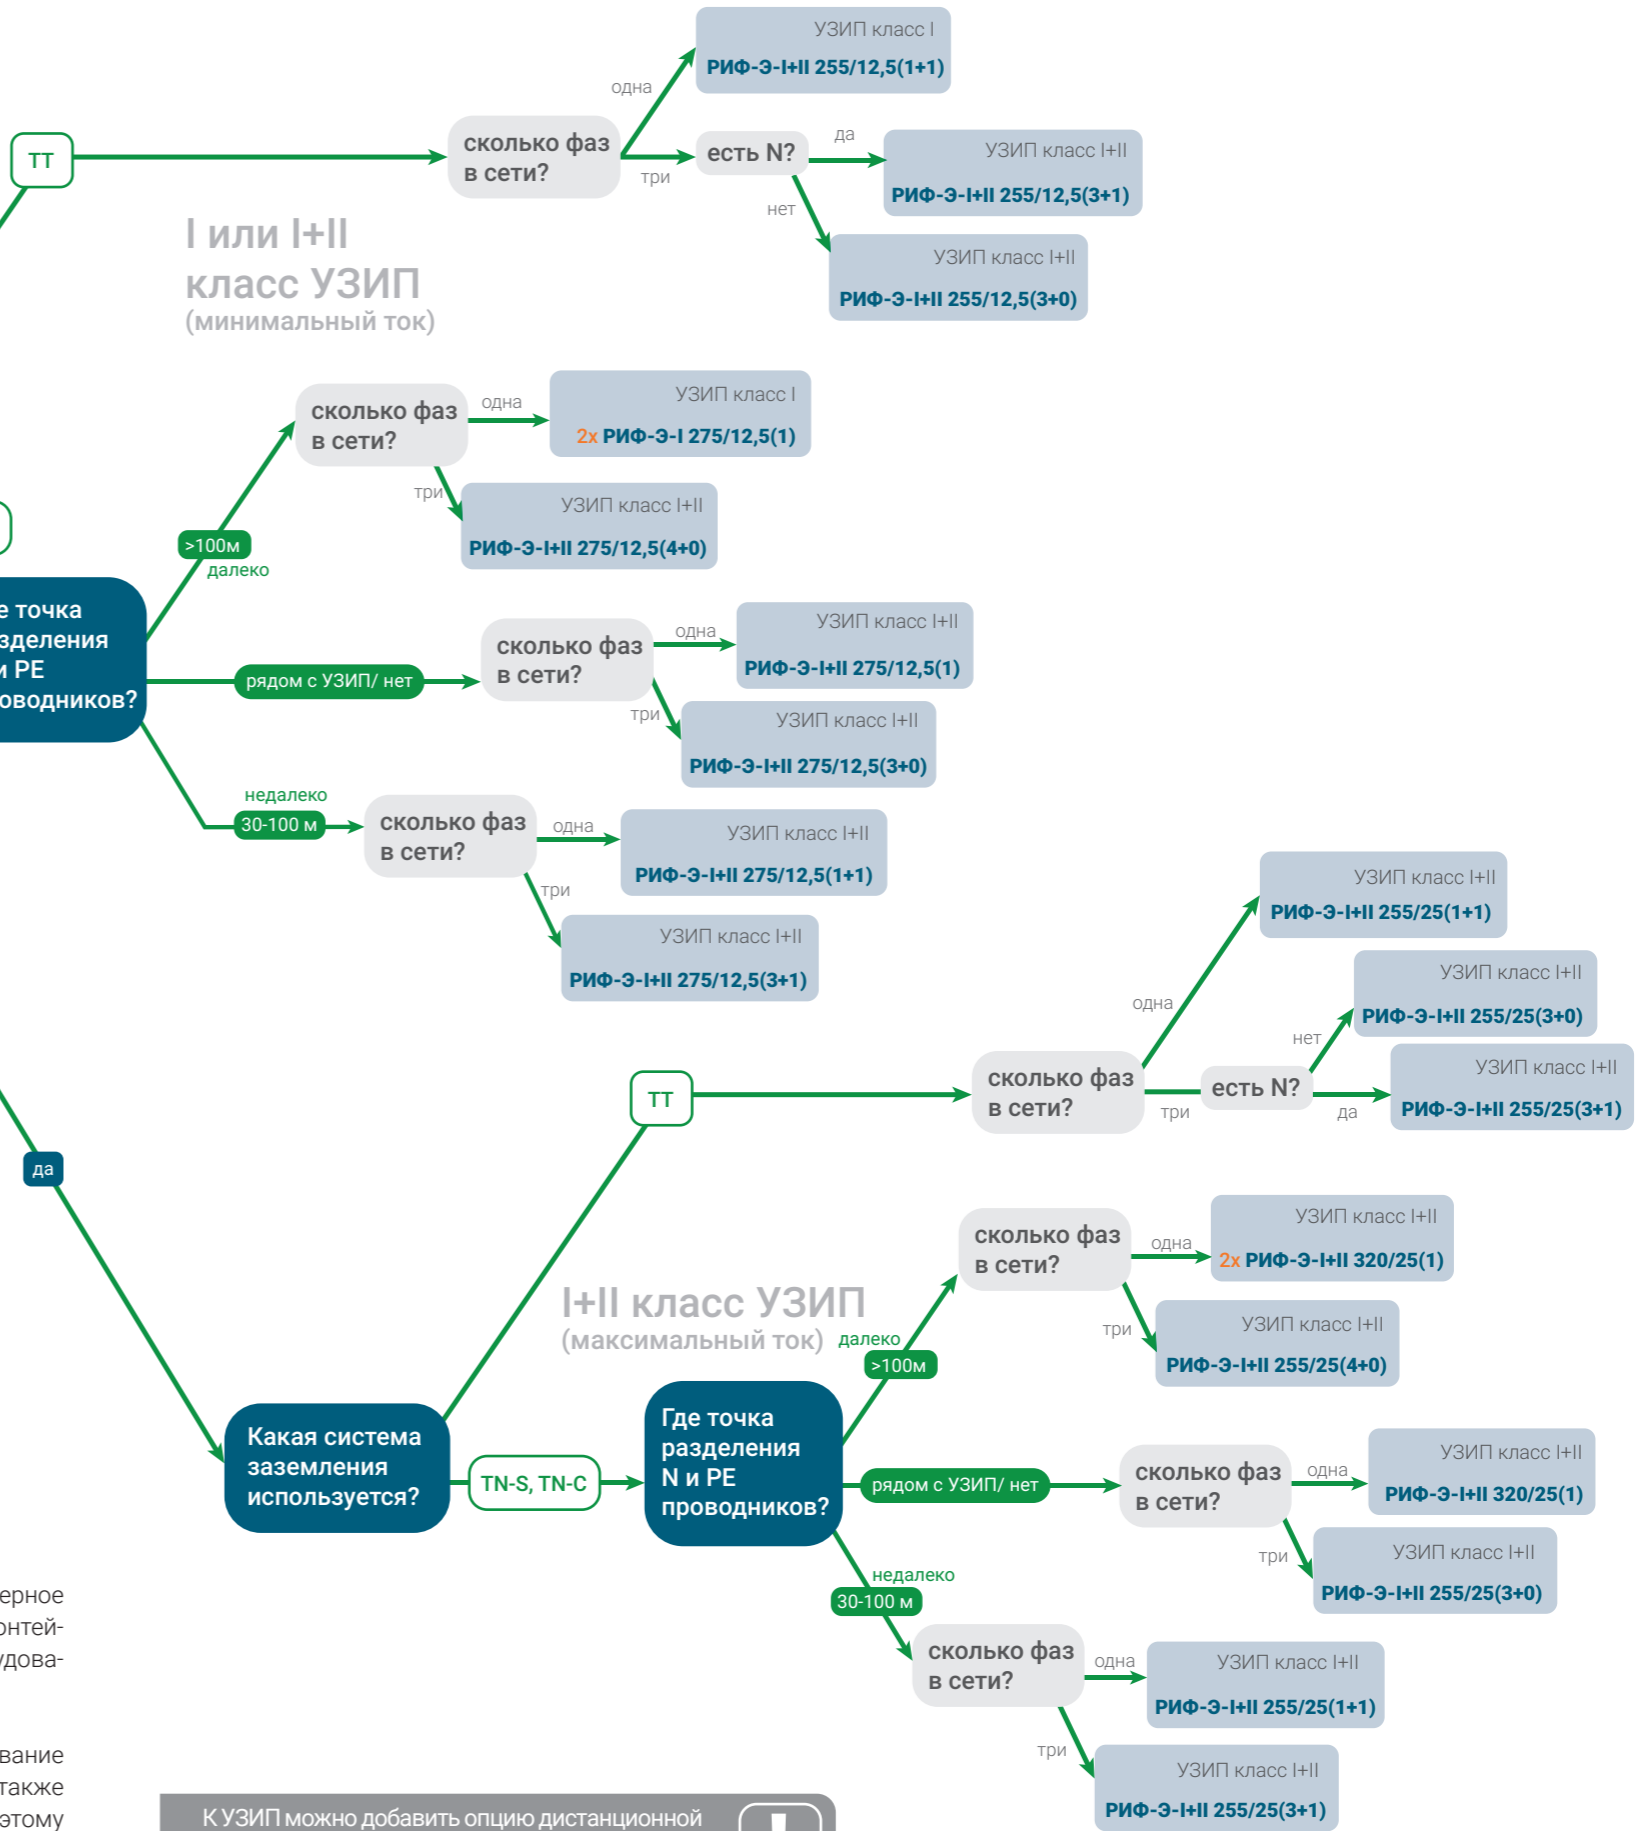 УЗИП класс I
РИФ-Э-I+II 255/12,5(1+1)
одна
TT
сколько фаз
в сети?
три
есть N?
да
УЗИП класс I+II
РИФ-Э-I+II 255/12,5(3+1)
нет
УЗИП класс I+II
РИФ-Э-I+II 255/12,5(3+0)
I или I+II
класс УЗИП
(минимальный ток)
сколько фаз
в сети?
одна
УЗИП класс I
2x РИФ-Э-I 275/12,5(1)
три
УЗИП класс I+II
РИФ-Э-I+II 275/12,5(4+0)
>100м
далеко
е точка
зделения
и PE
оводников?
рядом с УЗИП/ нет
сколько фаз
в сети?
одна
УЗИП класс I+II
РИФ-Э-I+II 275/12,5(1)
три
УЗИП класс I+II
РИФ-Э-I+II 275/12,5(3+0)
недалеко
30-100 м
сколько фаз
в сети?
одна
УЗИП класс I+II
РИФ-Э-I+II 275/12,5(1+1)
три
УЗИП класс I+II
РИФ-Э-I+II 275/12,5(3+1)
УЗИП класс I+II
РИФ-Э-I+II 255/25(1+1)
одна
УЗИП класс I+II
РИФ-Э-I+II 255/25(3+0)
нет
TT
сколько фаз
в сети?
три
есть N?
да
УЗИП класс I+II
РИФ-Э-I+II 255/25(3+1)
да
сколько фаз
в сети?
одна
УЗИП класс I+II
2x РИФ-Э-I+II 320/25(1)
три
УЗИП класс I+II
РИФ-Э-I+II 255/25(4+0)
I+II класс УЗИП
(максимальный ток)
далеко
>100м
Какая система
заземления
используется?
TN-S, TN-C
Где точка
разделения
N и PE
проводников?
рядом с УЗИП/ нет
сколько фаз
в сети?
одна
УЗИП класс I+II
РИФ-Э-I+II 320/25(1)
три
УЗИП класс I+II
РИФ-Э-I+II 255/25(3+0)
недалеко
30-100 м
сколько фаз
в сети?
одна
УЗИП класс I+II
РИФ-Э-I+II 255/25(1+1)
три
УЗИП класс I+II
РИФ-Э-I+II 255/25(3+1)
ерное
онтей-
удова-
вание
также
этому
К УЗИП можно добавить опцию дистанционной